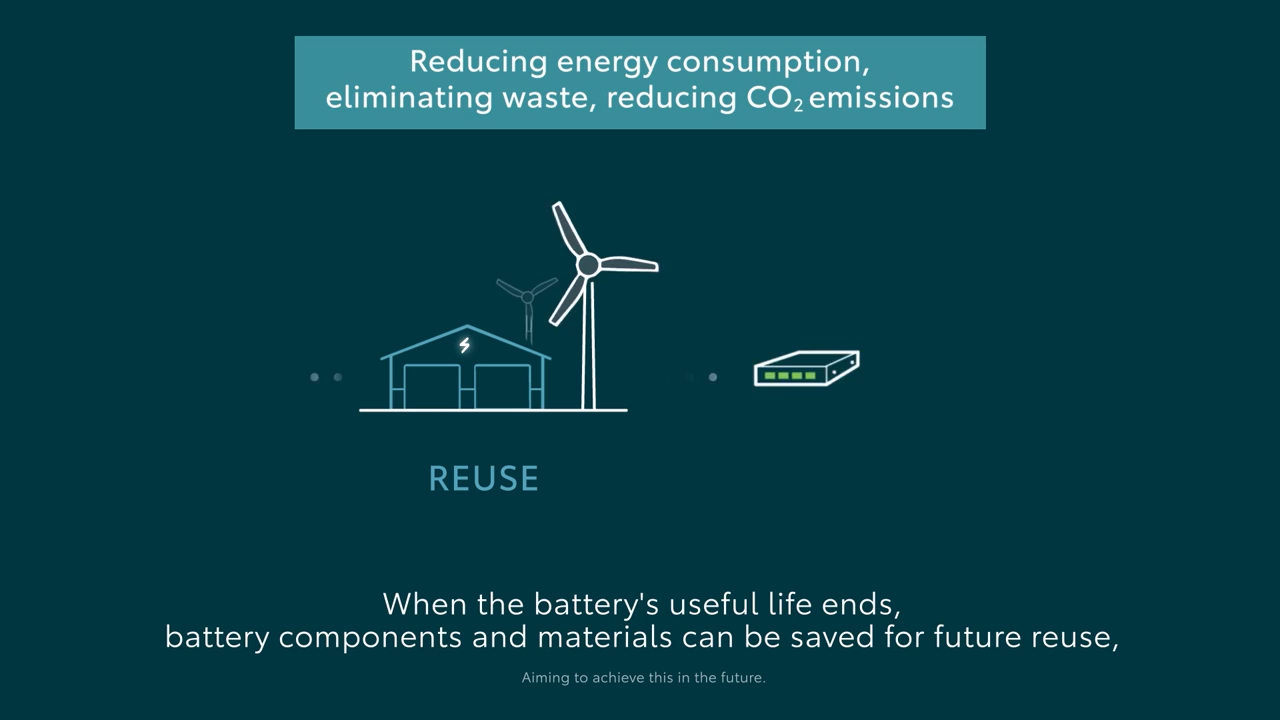 Reducing energy consumption,
eliminating waste, reducing CO₂ emissions
REUSE
When the battery's useful life ends,
battery components and materials can be saved for future reuse,
Aiming to achieve this in the future.